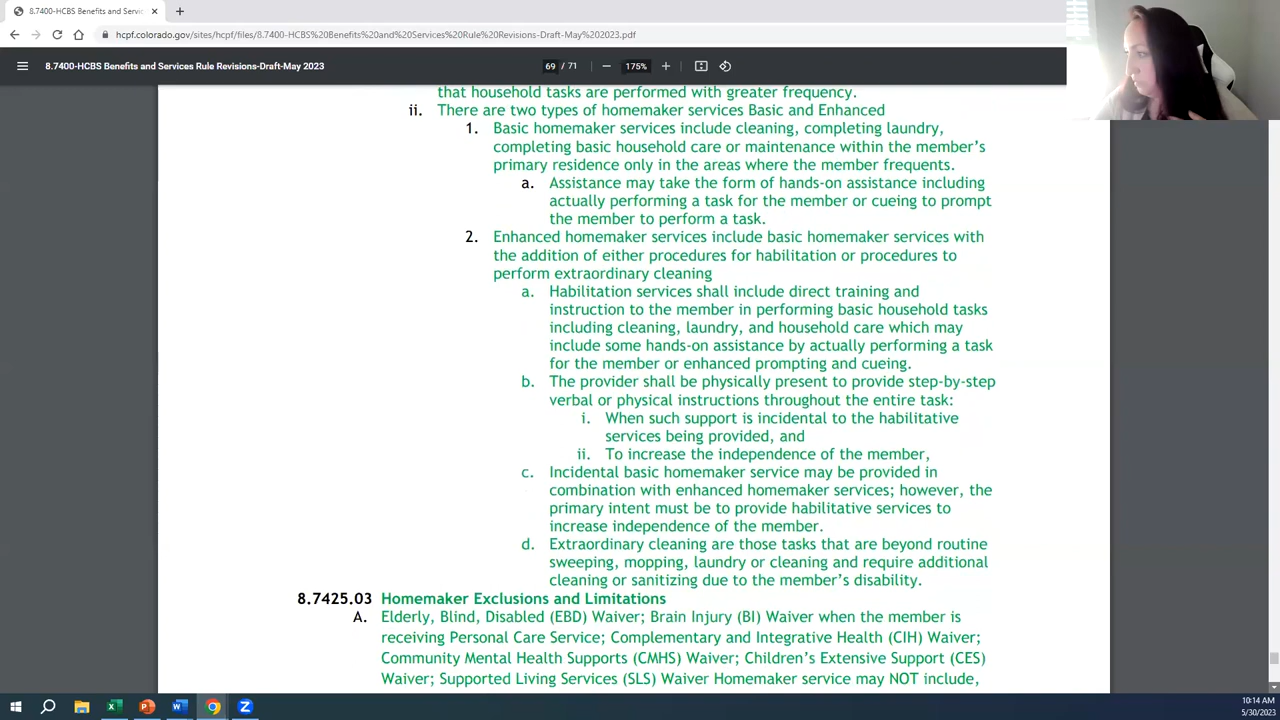 8.7400-HCBS Benefits and Servic
hcpf.colorado.gov/sites/hcpf/files/8.7400-HCBS%20Benefits%20and%20Services%20Rule%20Revisions-Draft-May%202023.pdf
8.7400-HCBS Benefits and Services Rule Revisions-Draft-May 2023
69 / 71
175%
that household tasks are performed with greater frequency.
ii. There are two types of homemaker services Basic and Enhanced
1. Basic homemaker services include cleaning, completing laundry,
completing basic household care or maintenance within the member's
primary residence only in the areas where the member frequents.
a. Assistance may take the form of hands-on assistance including
actually performing a task for the member or cueing to prompt
the member to perform a task.
2. Enhanced homemaker services include basic homemaker services with
the addition of either procedures for habilitation or procedures to
perform extraordinary cleaning
a. Habilitation services shall include direct training and
instruction to the member in performing basic household tasks
including cleaning, laundry, and household care which may
include some hands-on assistance by actually performing a task
for the member or enhanced prompting and cueing.
b. The provider shall be physically present to provide step-by-step
verbal or physical instructions throughout the entire task:
i. When such support is incidental to the habilitative
services being provided, and
ii. To increase the independence of the member,
c. Incidental basic homemaker service may be provided in
combination with enhanced homemaker services; however, the
primary intent must be to provide habilitative services to
increase independence of the member.
d. Extraordinary cleaning are those tasks that are beyond routine
sweeping, mopping, laundry or cleaning and require additional
cleaning or sanitizing due to the member's disability.
8.7425.03 Homemaker Exclusions and Limitations
A. Elderly, Blind, Disabled (EBD) Waiver; Brain Injury (BI) Waiver when the member is
receiving Personal Care Service; Complementary and Integrative Health (CIH) Waiver;
Community Mental Health Supports (CMHS) Waiver; Children's Extensive Support (CES)
Waiver; Supported Living Services (SLS) Waiver Homemaker service may NOT include,
10:14 AM
5/30/2023